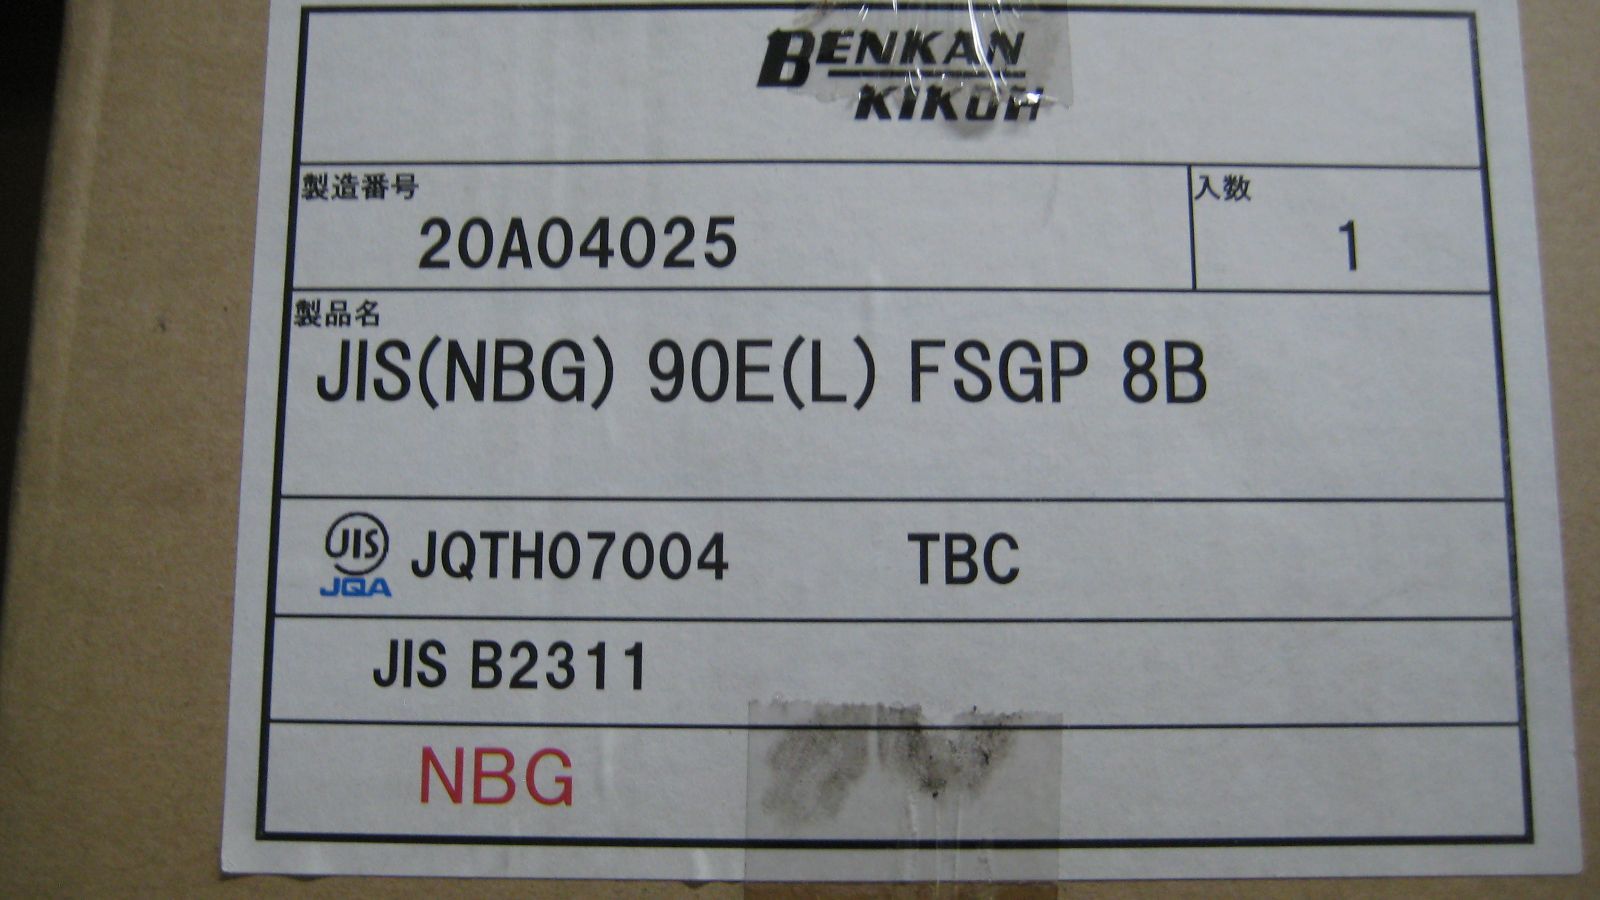 BENKAN
KIKOH
製造番号
20A04025
入数
1
製品名
JIS(NBG) 90E(L) FSGP 8B
JIS
JQA
JQTH07004 TBC
JIS B2311
NBG